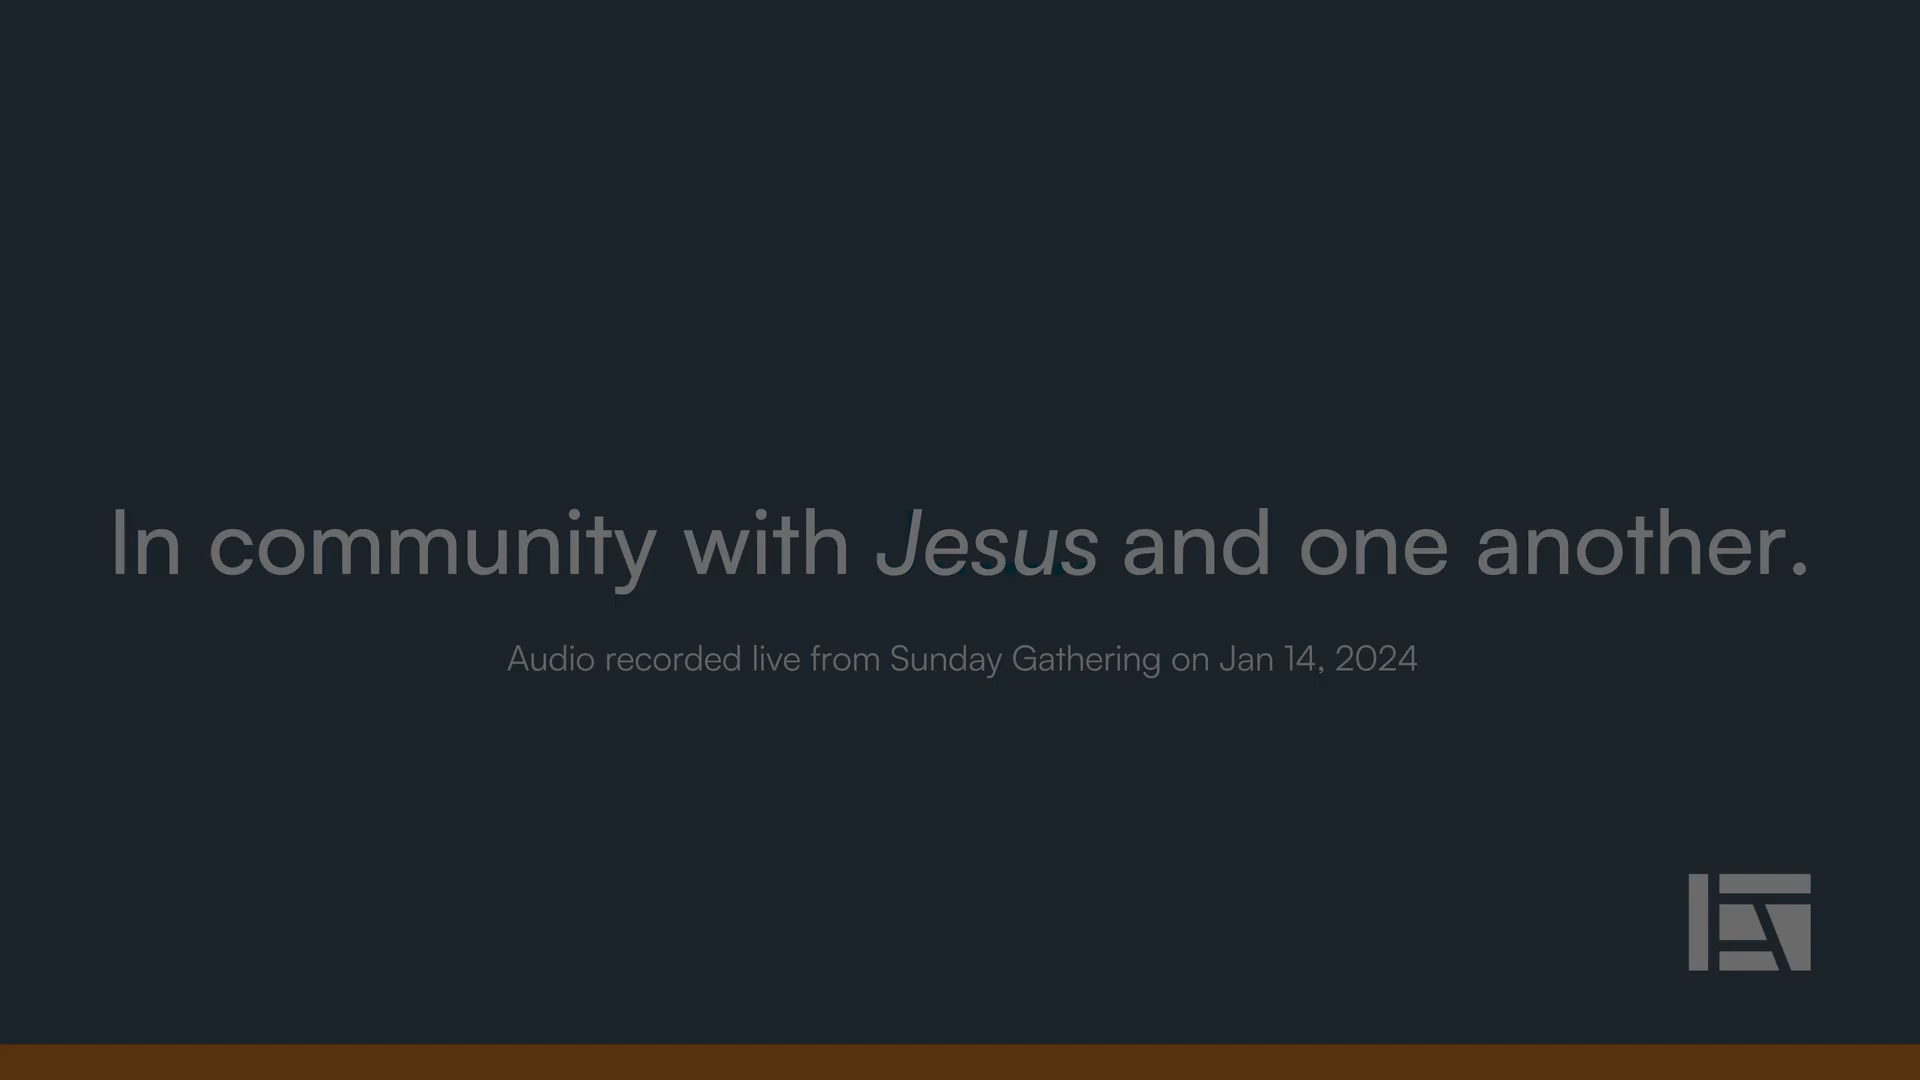 In community with Jesus and one another.
Audio recorded live from Sunday Gathering on Jan 14, 2024